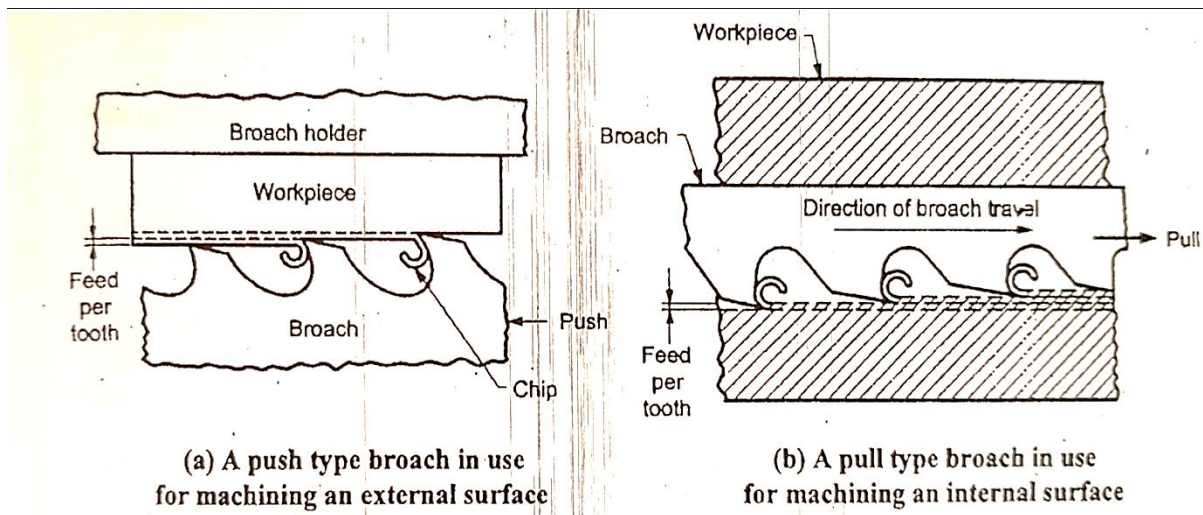 Broach holder
Workpiece
Feed
per
tooth
Broach
Push
Chip
(a) A push type broach in use
for machining an external surface
Workpiece
Broach
Direction of broach travel
Pull
Feed
per
tooth
(b) A pull type broach in use
for machining an internal surface